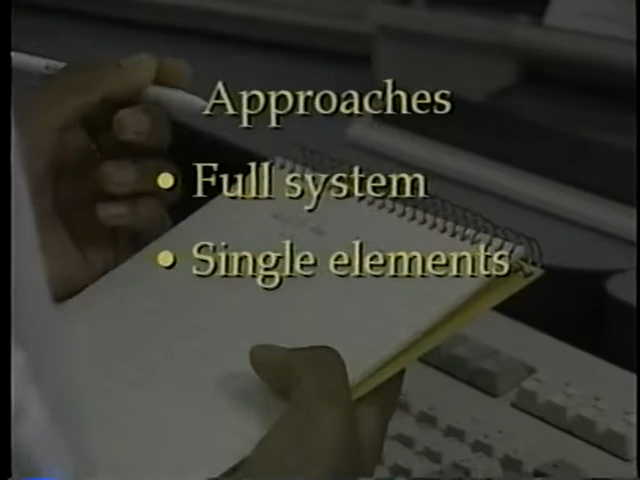 Approaches
• Full system
• Single elements